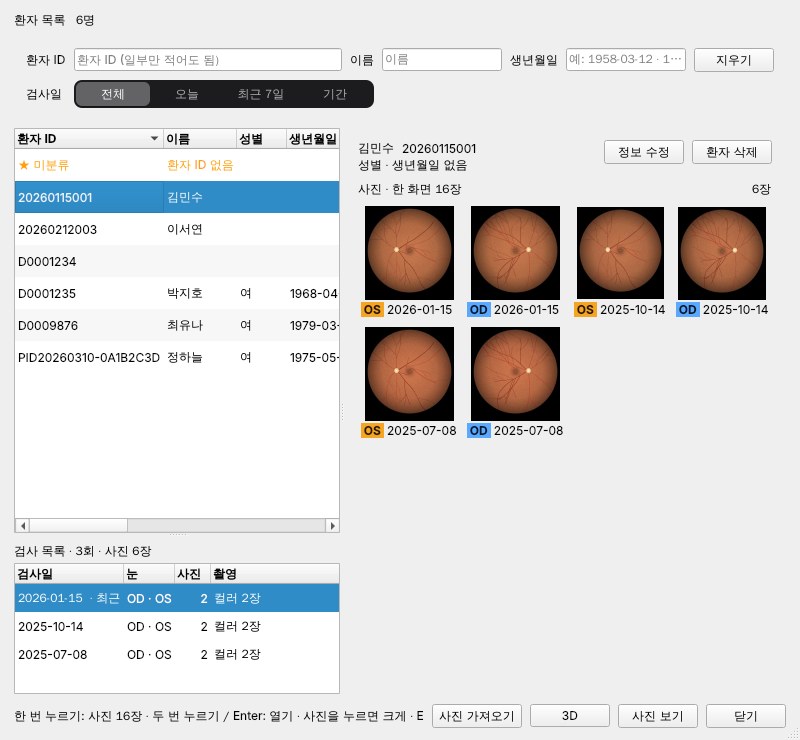 환자 목록 6명
환자 ID 환자 ID (일부만 적어도 됨) 이름 이름 생년월일 예: 1958-03-12 · 1⋯ 지우기
검사일 전체 오늘 최근 7일 기간
환자 ID 이름 성별 생년월일
★ 미분류 환자 ID 없음
20260115001 김민수
20260212003 이서연
D0001234
D0001235 박지호 여 1968-04-
D0009876 최유나 여 1979-03-
PID20260310-0A1B2C3D 정하늘 여 1975-05-
검사 목록 · 3회 · 사진 6장
검사일 눈 사진 촬영
2026-01-15 · 최근 OD · OS 2 컬러 2장
2025-10-14 OD · OS 2 컬러 2장
2025-07-08 OD · OS 2 컬러 2장
김민수 20260115001
성별 · 생년월일 없음
정보 수정 환자 삭제
사진 · 한 화면 16장 6장
OS 2026-01-15 OD 2026-01-15 OS 2025-10-14 OD 2025-10-14
OS 2025-07-08 OD 2025-07-08
한 번 누르기: 사진 16장 · 두 번 누르기 / Enter: 열기 · 사진을 누르면 크게 · E
사진 가져오기 3D 사진 보기 닫기